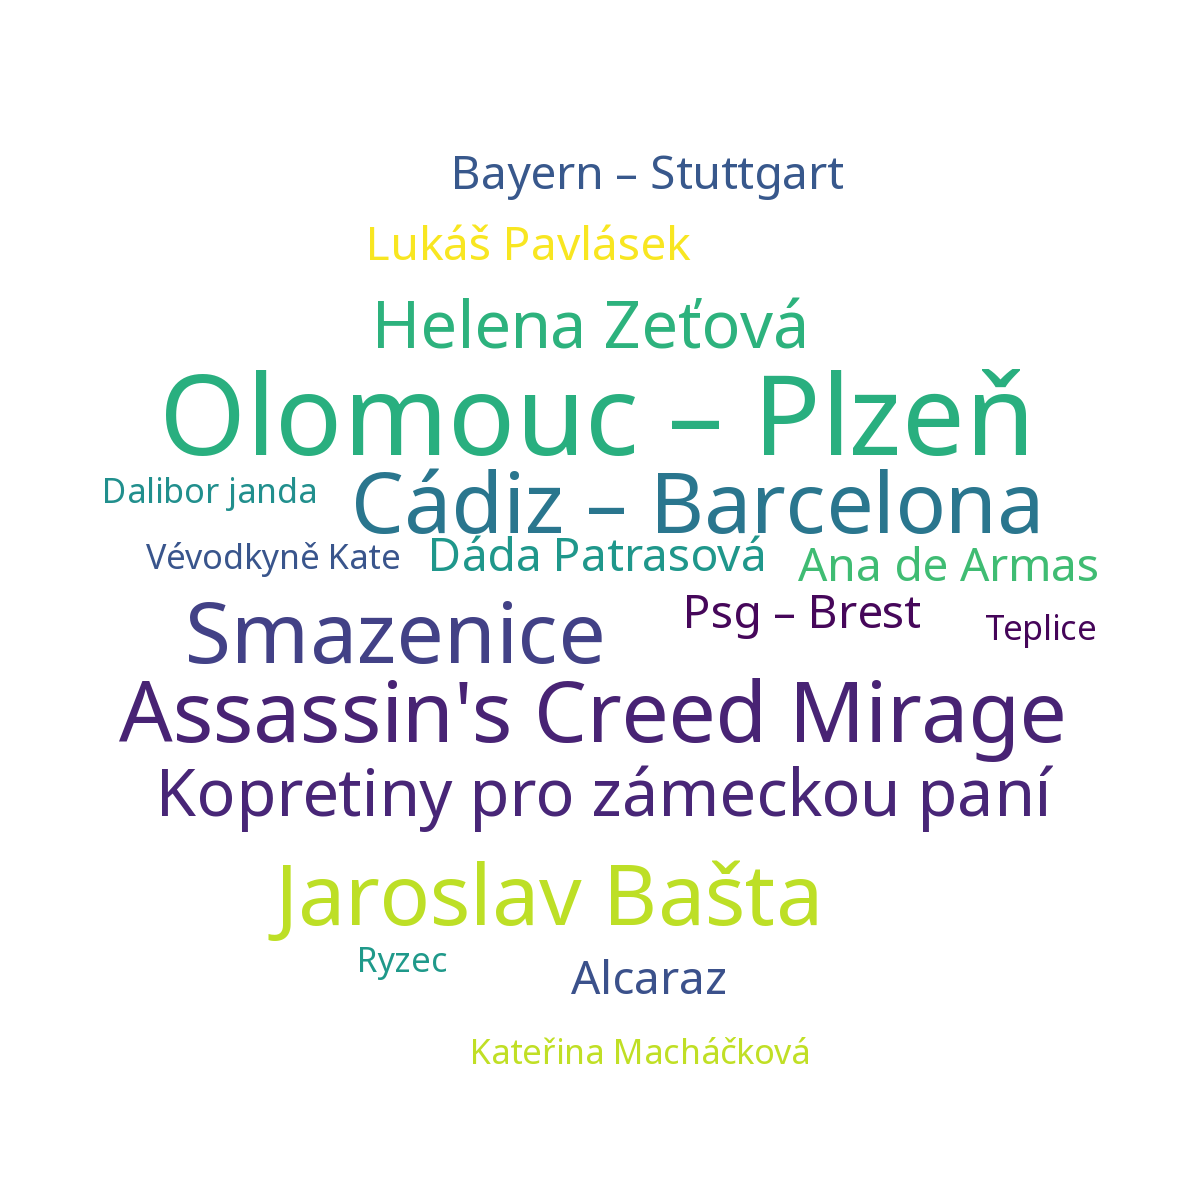 Bayern – Stuttgart
Lukáš Pavlásek
Helena Zeťová
Olomouc – Plzeň
Dalibor janda
Cádiz – Barcelona
Vévodkyně Kate
Dáda Patrasová
Ana de Armas
Psg – Brest
Teplice
Smazenice
Assassin's Creed Mirage
Kopretiny pro zámeckou paní
Jaroslav Bašta
Ryzec
Alcaraz
Kateřina Macháčková